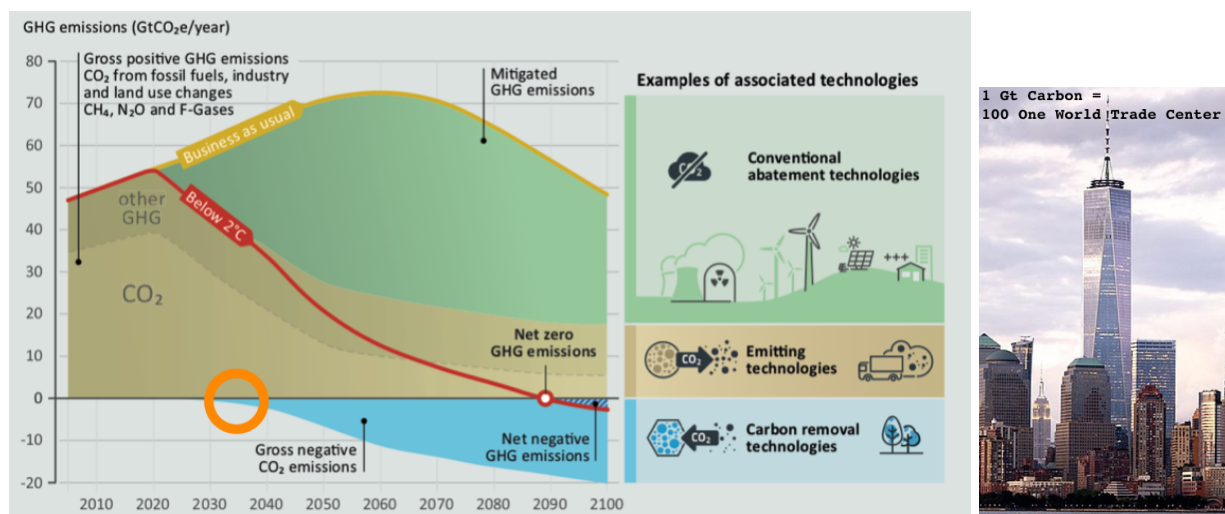 GHG emissions (GtCO₂e/year)
80
70
60
50
40
30
20
10
0
-10
-20
Gross positive GHG emissions
CO₂ from fossil fuels, industry
and land use changes
CH₄, N₂O and F-Gases
Business as usual
Mitigated
GHG emissions
other
GHG
Below 2°C
CO₂
Net zero
GHG emissions
Gross negative
CO₂ emissions
Net negative
GHG emissions
2010 2020 2030 2040 2050 2060 2070 2080 2090 2100
Examples of associated technologies
CO₂
Conventional
abatement technologies
+++
CO₂
Emitting
technologies
CO₂
Carbon removal
technologies
1 Gt Carbon =
100 One World Trade Center